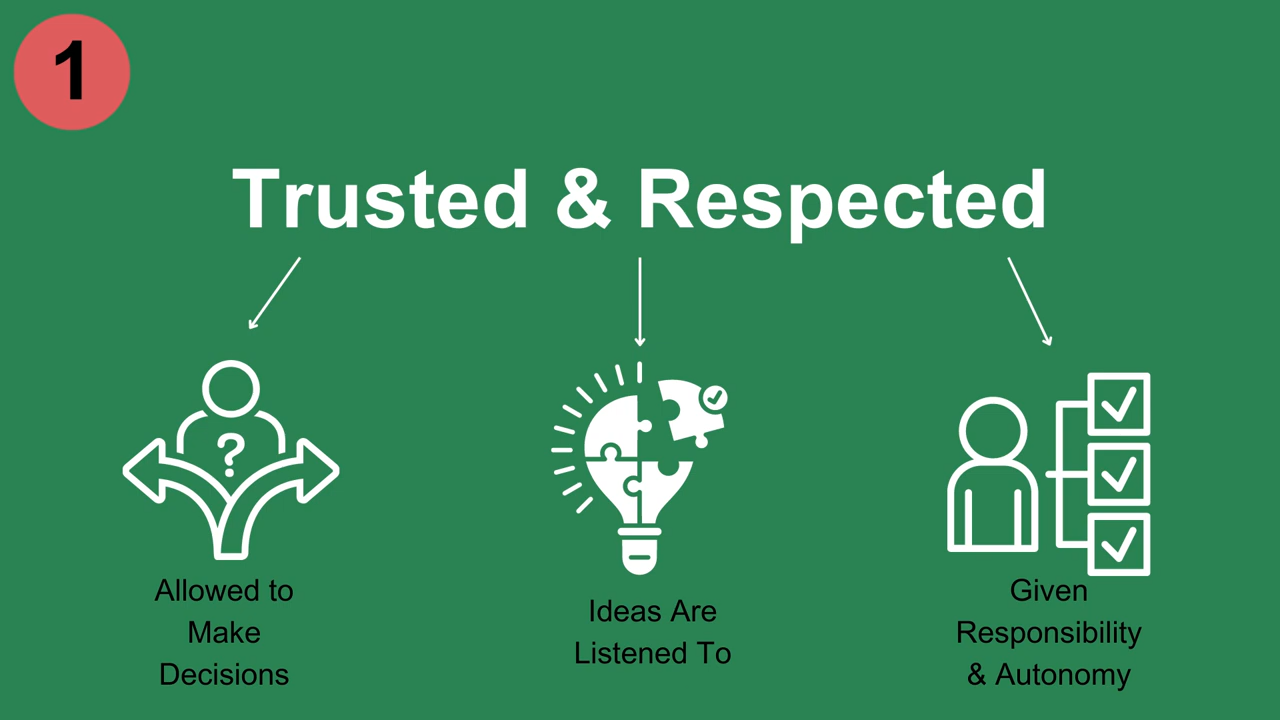 1
Trusted & Respected
?
Allowed to
Make
Decisions
Ideas Are
Listened To
Given
Responsibility
& Autonomy